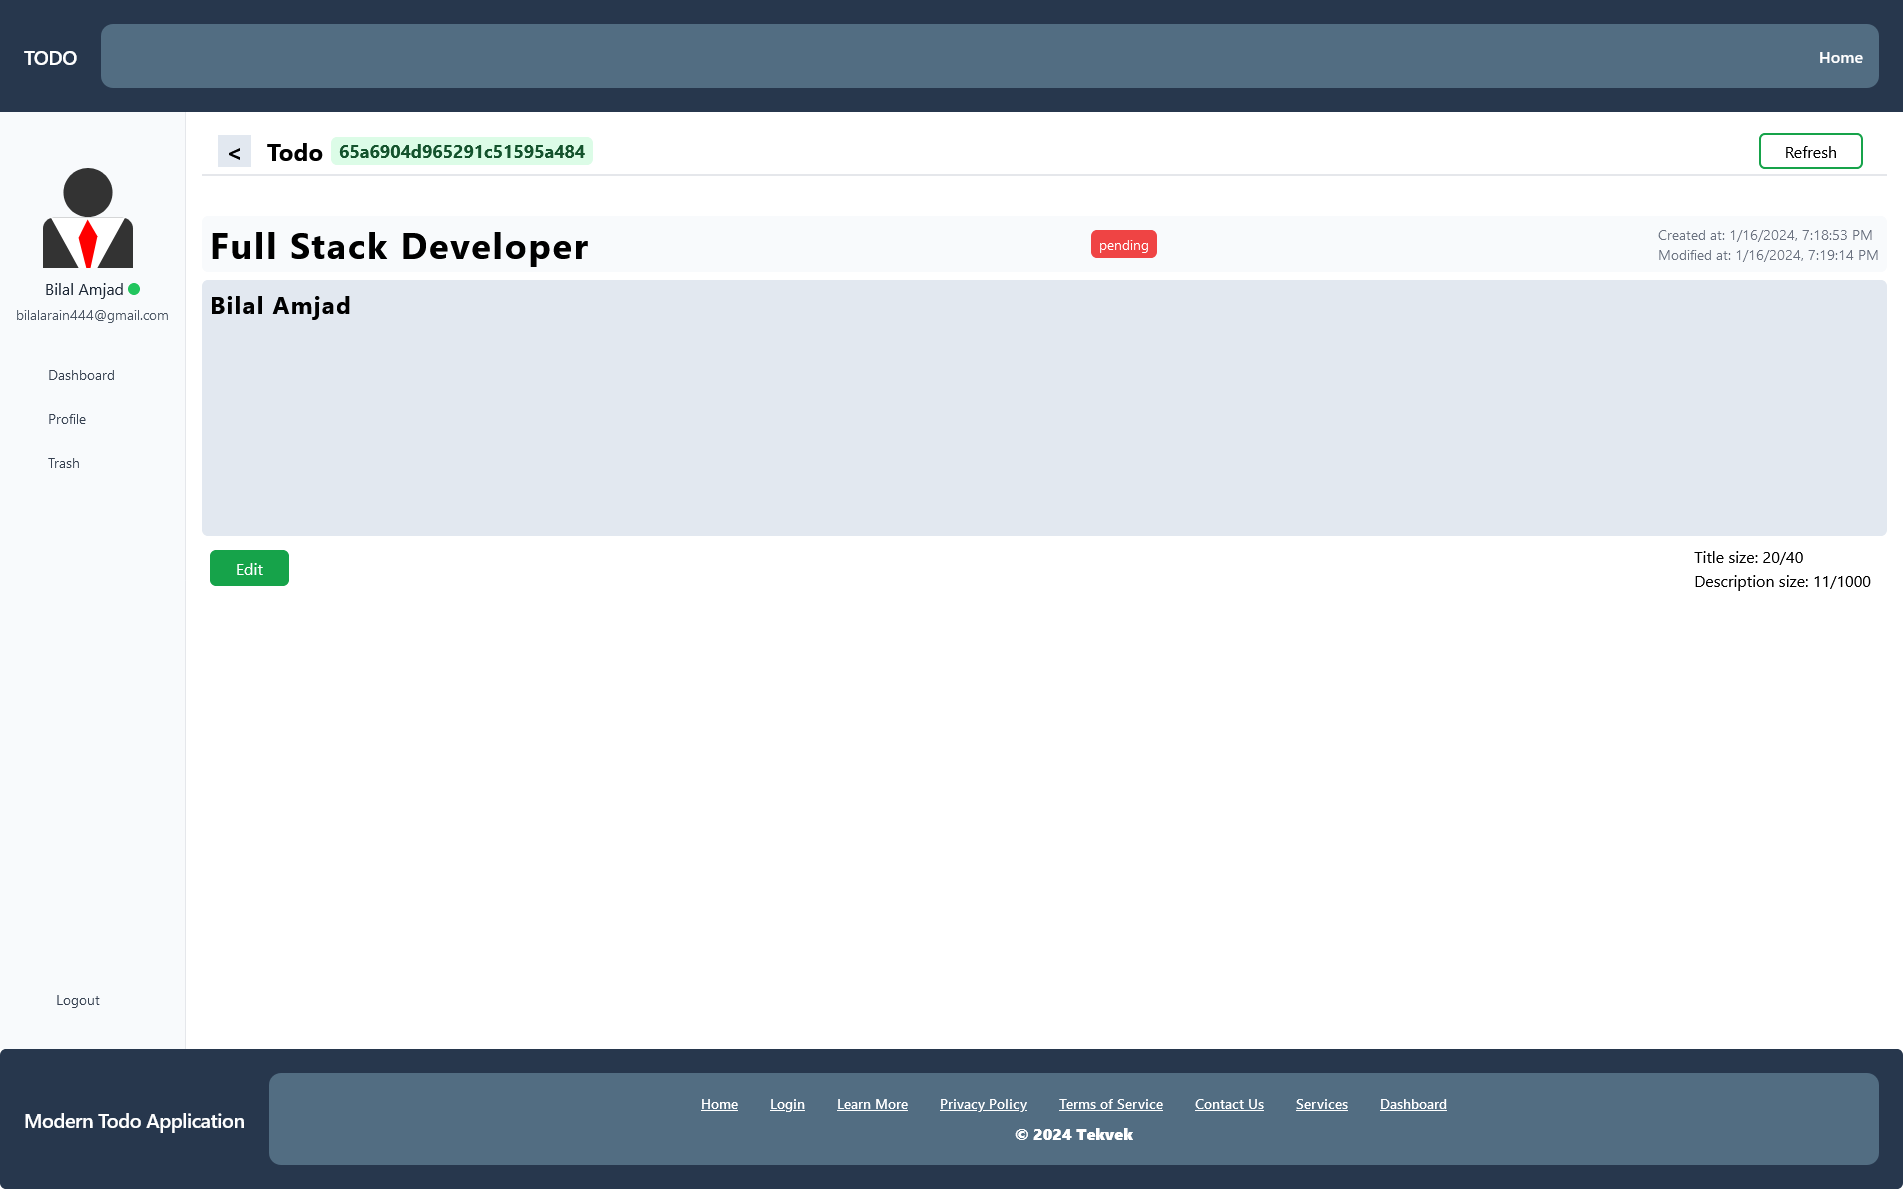 TODO
Home
< Todo 65a6904d965291c51595a484
Refresh
Bilal Amjad
bilalarain444@gmail.com
Dashboard
Profile
Trash
Logout
Full Stack Developer
pending
Created at: 1/16/2024, 7:18:53 PM
Modified at: 1/16/2024, 7:19:14 PM
Bilal Amjad
Edit
Title size: 20/40
Description size: 11/1000
Modern Todo Application
Home Login Learn More Privacy Policy Terms of Service Contact Us Services Dashboard
© 2024 Tekvek